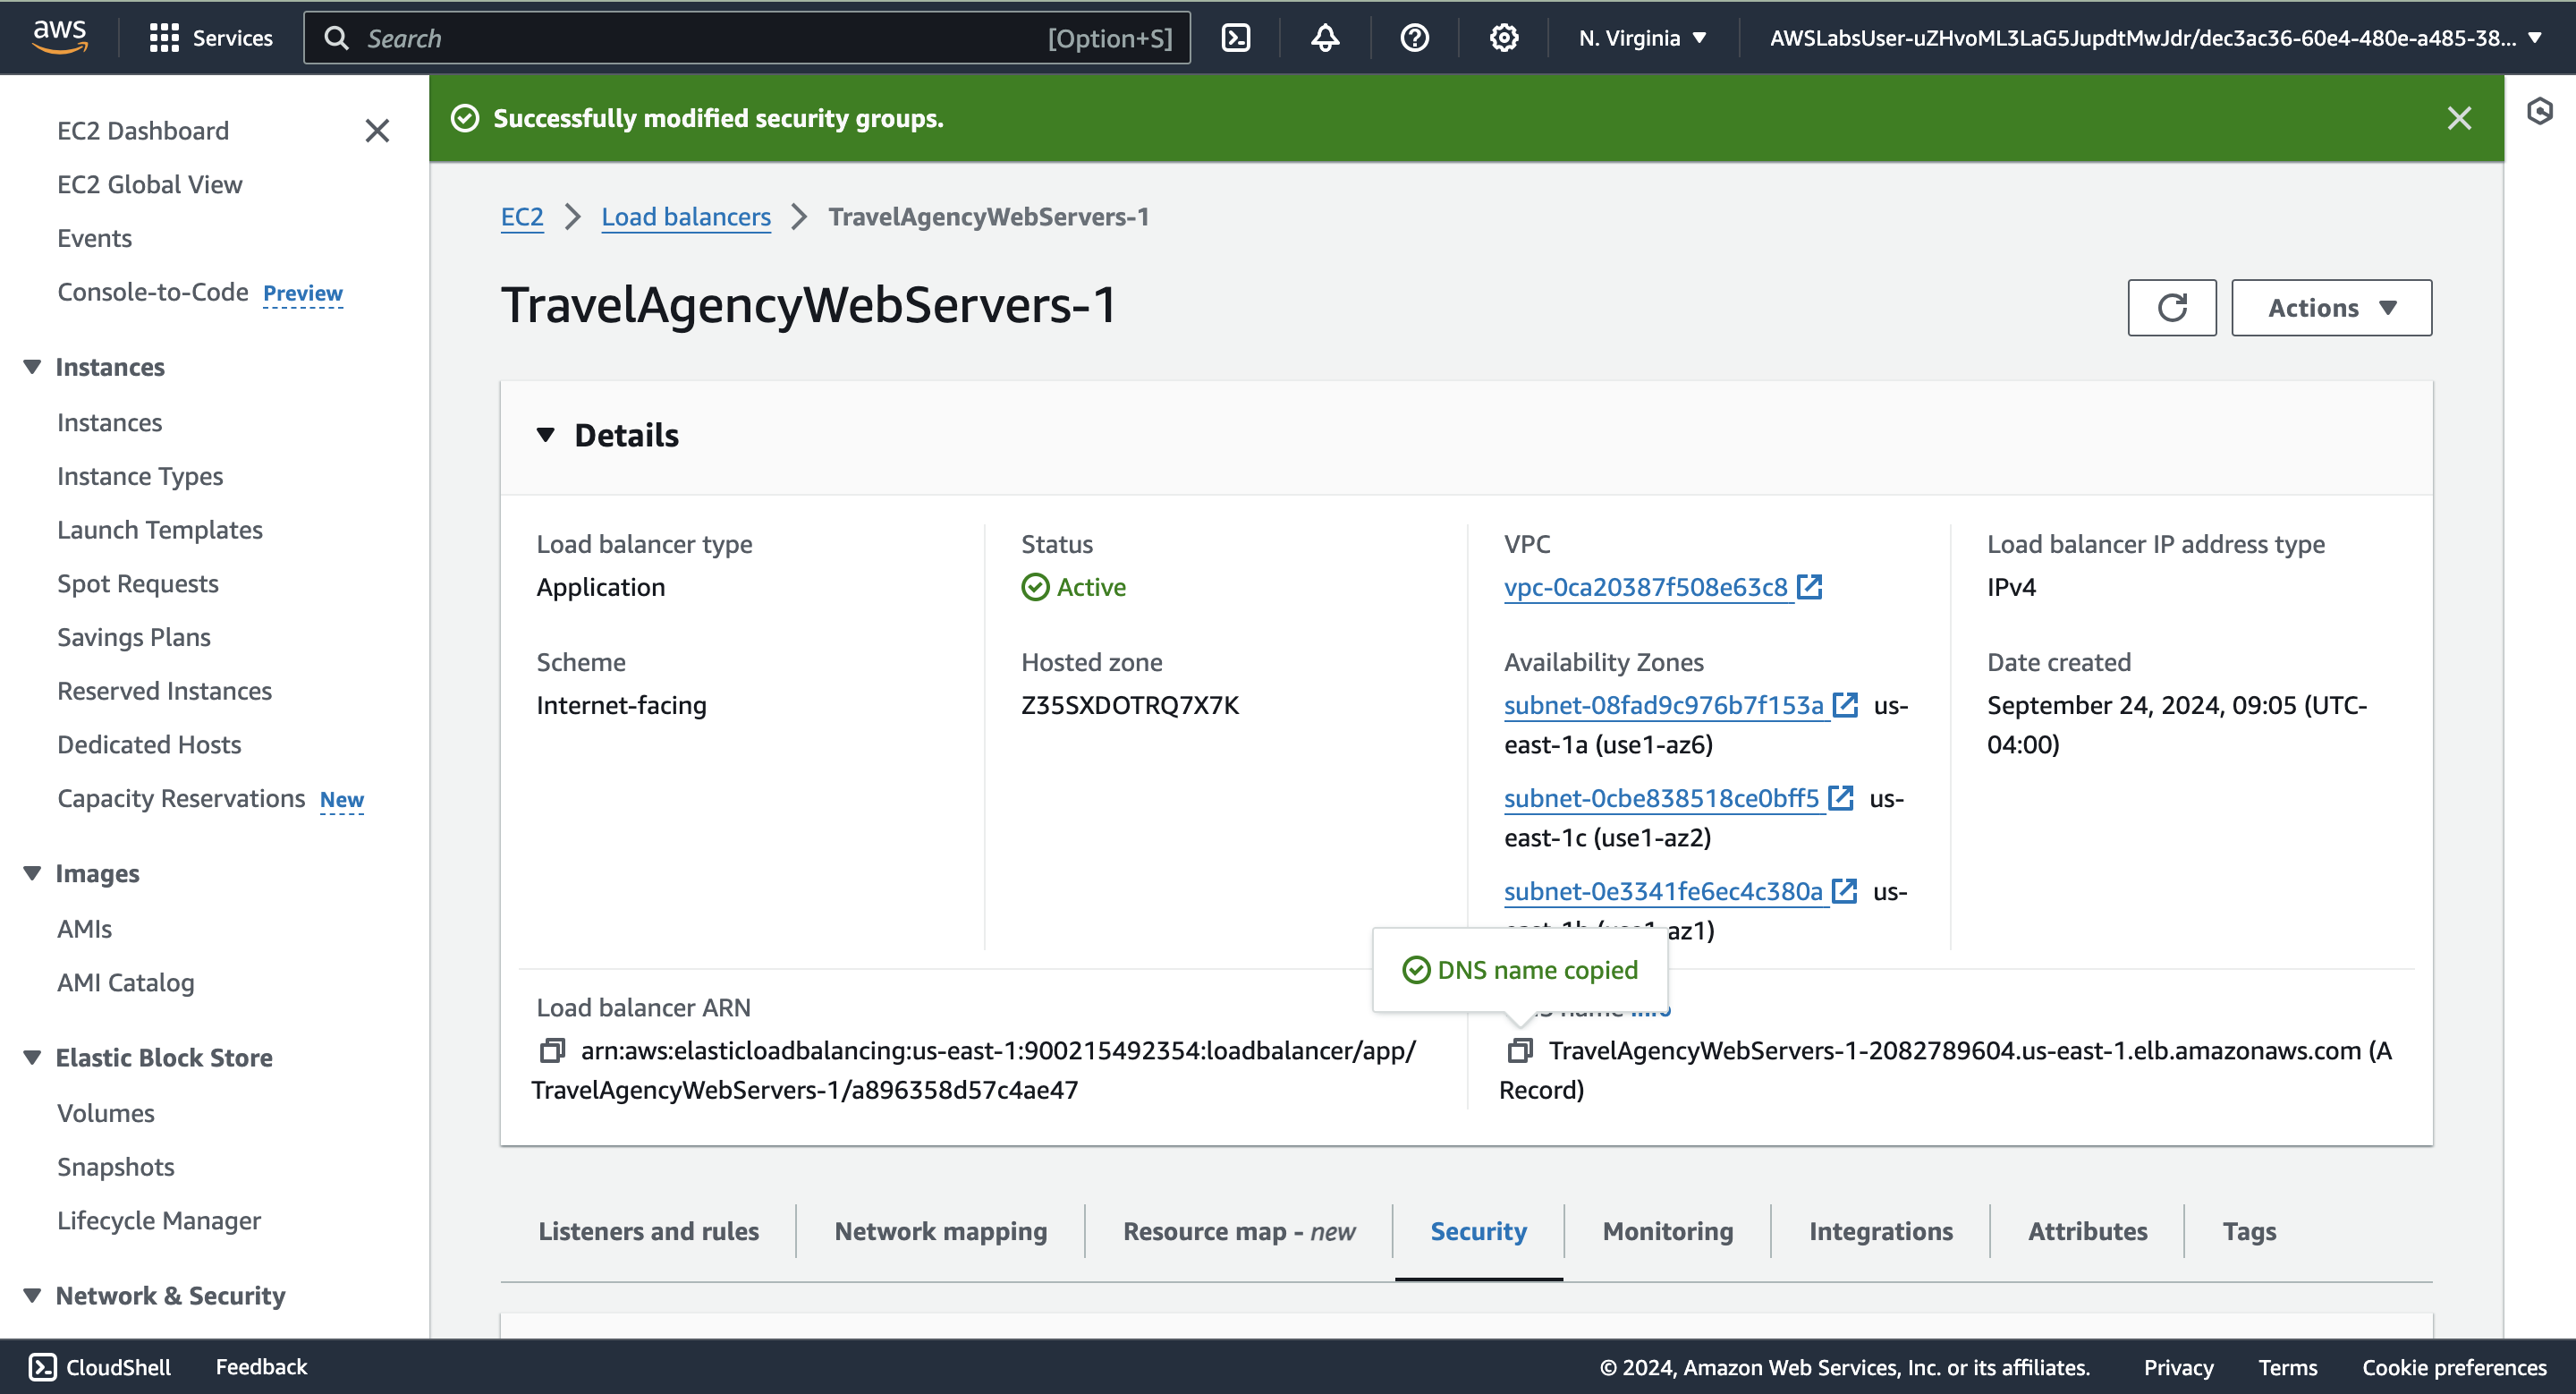 aws
Services
Search
[Option+S]
N. Virginia
AWSLabsUser-uZHvoML3LaG5JupdtMwJdr/dec3ac36-60e4-480e-a485-38...
EC2 Dashboard
EC2 Global View
Events
Console-to-Code Preview
Instances
Instances
Instance Types
Launch Templates
Spot Requests
Savings Plans
Reserved Instances
Dedicated Hosts
Capacity Reservations New
Images
AMIs
AMI Catalog
Elastic Block Store
Volumes
Snapshots
Lifecycle Manager
Network & Security
Successfully modified security groups.
EC2 > Load balancers > TravelAgencyWebServers-1
TravelAgencyWebServers-1
Actions
Details
Load balancer type
Application
Scheme
Internet-facing
Status
Active
Hosted zone
Z35SXDOTRQ7X7K
VPC
vpc-0ca20387f508e63c8
Availability Zones
subnet-08fad9c976b7f153a us-
east-1a (use1-az6)
subnet-0cbe838518ce0bff5 us-
east-1c (use1-az2)
subnet-0e3341fe6ec4c380a us-
az1)
Load balancer IP address type
IPv4
Date created
September 24, 2024, 09:05 (UTC-
04:00)
DNS name copied
Load balancer ARN
arn:aws:elasticloadbalancing:us-east-1:900215492354:loadbalancer/app/
TravelAgencyWebServers-1/a896358d57c4ae47
TravelAgencyWebServers-1-2082789604.us-east-1.elb.amazonaws.com (A
Record)
Listeners and rules
Network mapping
Resource map - new
Security
Monitoring
Integrations
Attributes
Tags
CloudShell
Feedback
© 2024, Amazon Web Services, Inc. or its affiliates.
Privacy
Terms
Cookie preferences